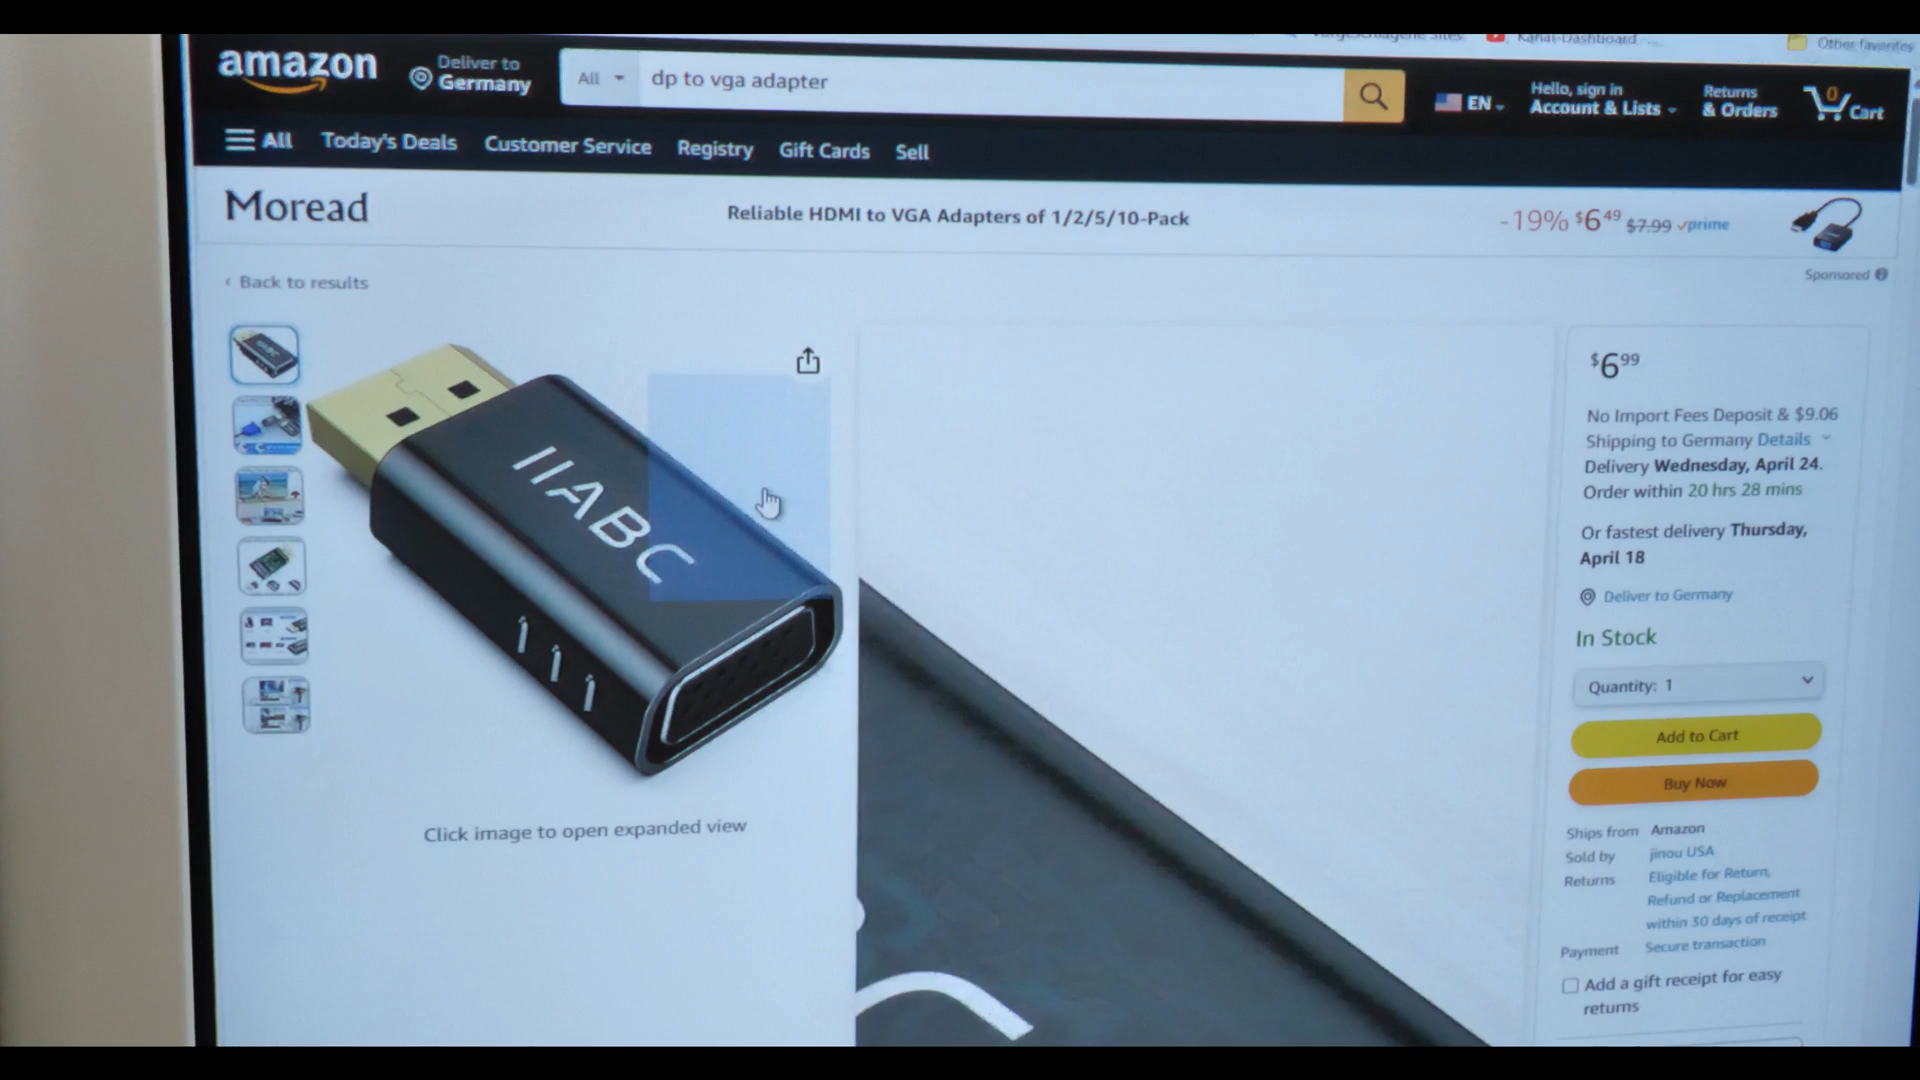 Kanal-Dashboard
Other favorites
amazon
Deliver to
Germany
All
dp to vga adapter
EN
Hello, sign in
Account & Lists
Returns
& Orders
0
Cart
All
Today's Deals
Customer Service
Registry
Gift Cards
Sell
Moread
Reliable HDMI to VGA Adapters of 1/2/5/10-Pack
-19% $649 $7.99 prime
Sponsored
‹ Back to results
IIABC
Click image to open expanded view
$699
No Import Fees Deposit & $9.06
Shipping to Germany Details
Delivery Wednesday, April 24.
Order within 20 hrs 28 mins
Or fastest delivery Thursday,
April 18
Deliver to Germany
In Stock
Quantity: 1
Add to Cart
Buy Now
Ships from Amazon
Sold by jinou USA
Returns Eligible for Return,
Refund or Replacement
within 30 days of receipt
Payment Secure transaction
Add a gift receipt for easy
returns